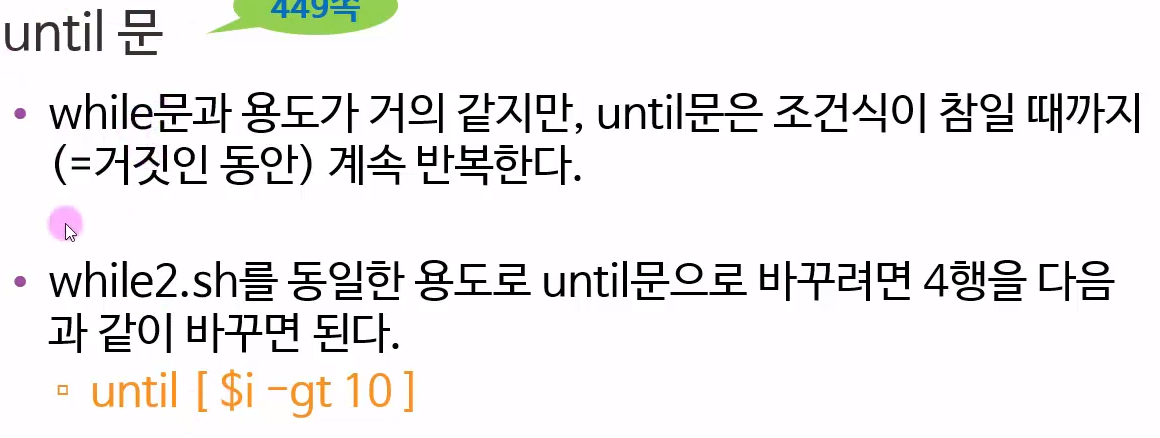 449쪽
until 문
• while문과 용도가 거의 같지만, until문은 조건식이 참일 때까지
(=거짓인 동안) 계속 반복한다.
• while2.sh를 동일한 용도로 until문으로 바꾸려면 4행을 다음
과 같이 바꾸면 된다.
▫ until [ $i -gt 10 ]